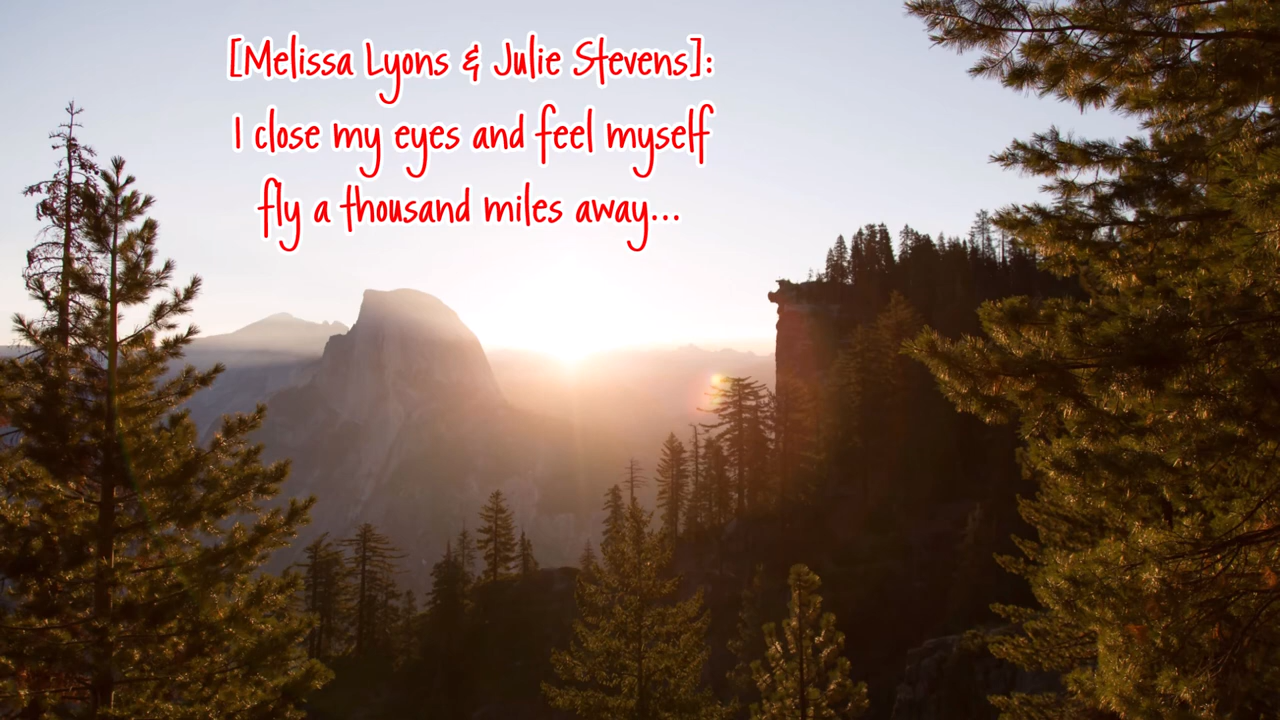 [Melissa Lyons & Julie Stevens]:
I close my eyes and feel myself
fly a thousand miles away...